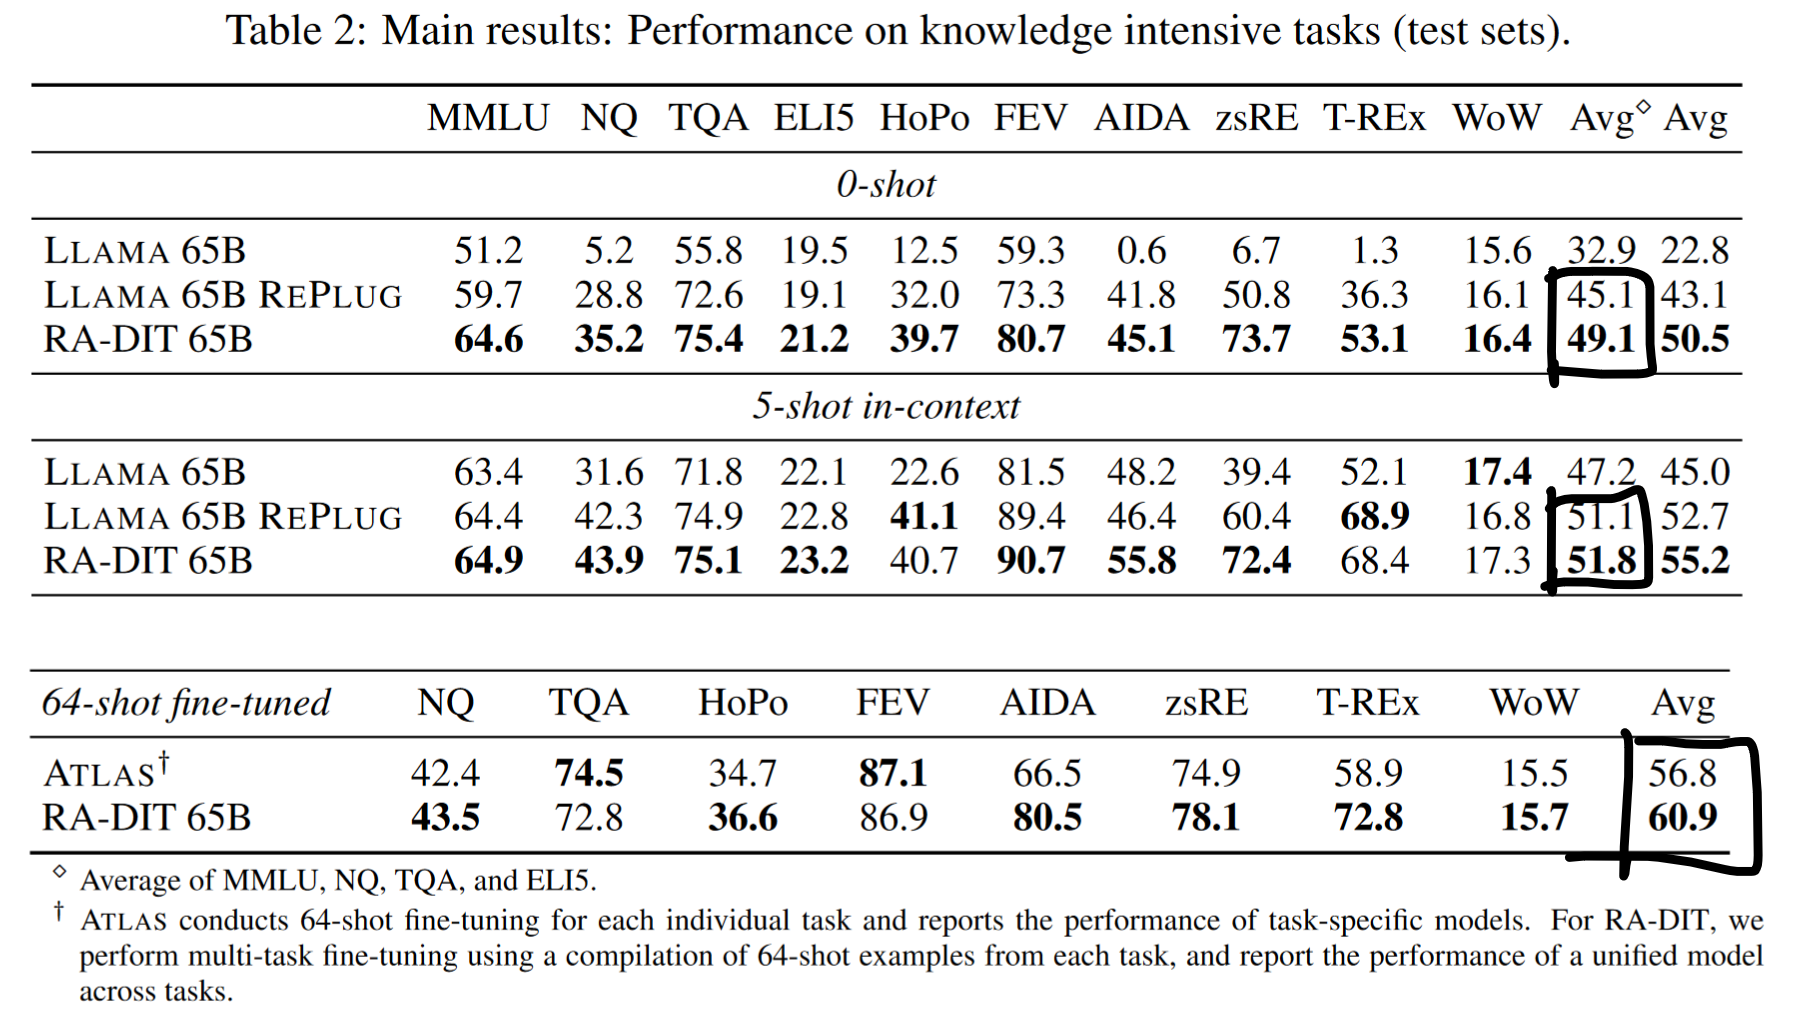 Table 2: Main results: Performance on knowledge intensive tasks (test sets).
MMLU NQ TQA ELI5 HoPo FEV AIDA zsRE T-REx WoW Avg⋄ Avg
0-shot
LLAMA 65B 51.2 5.2 55.8 19.5 12.5 59.3 0.6 6.7 1.3 15.6 32.9 22.8
LLAMA 65B REPLUG 59.7 28.8 72.6 19.1 32.0 73.3 41.8 50.8 36.3 16.1 45.1 43.1
RA-DIT 65B 64.6 35.2 75.4 21.2 39.7 80.7 45.1 73.7 53.1 16.4 49.1 50.5
5-shot in-context
LLAMA 65B 63.4 31.6 71.8 22.1 22.6 81.5 48.2 39.4 52.1 17.4 47.2 45.0
LLAMA 65B REPLUG 64.4 42.3 74.9 22.8 41.1 89.4 46.4 60.4 68.9 16.8 51.1 52.7
RA-DIT 65B 64.9 43.9 75.1 23.2 40.7 90.7 55.8 72.4 68.4 17.3 51.8 55.2
64-shot fine-tuned NQ TQA HoPo FEV AIDA zsRE T-REx WoW Avg
ATLAS† 42.4 74.5 34.7 87.1 66.5 74.9 58.9 15.5 56.8
RA-DIT 65B 43.5 72.8 36.6 86.9 80.5 78.1 72.8 15.7 60.9
⋄ Average of MMLU, NQ, TQA, and ELI5.
† ATLAS conducts 64-shot fine-tuning for each individual task and reports the performance of task-specific models. For RA-DIT, we
perform multi-task fine-tuning using a compilation of 64-shot examples from each task, and report the performance of a unified model
across tasks.